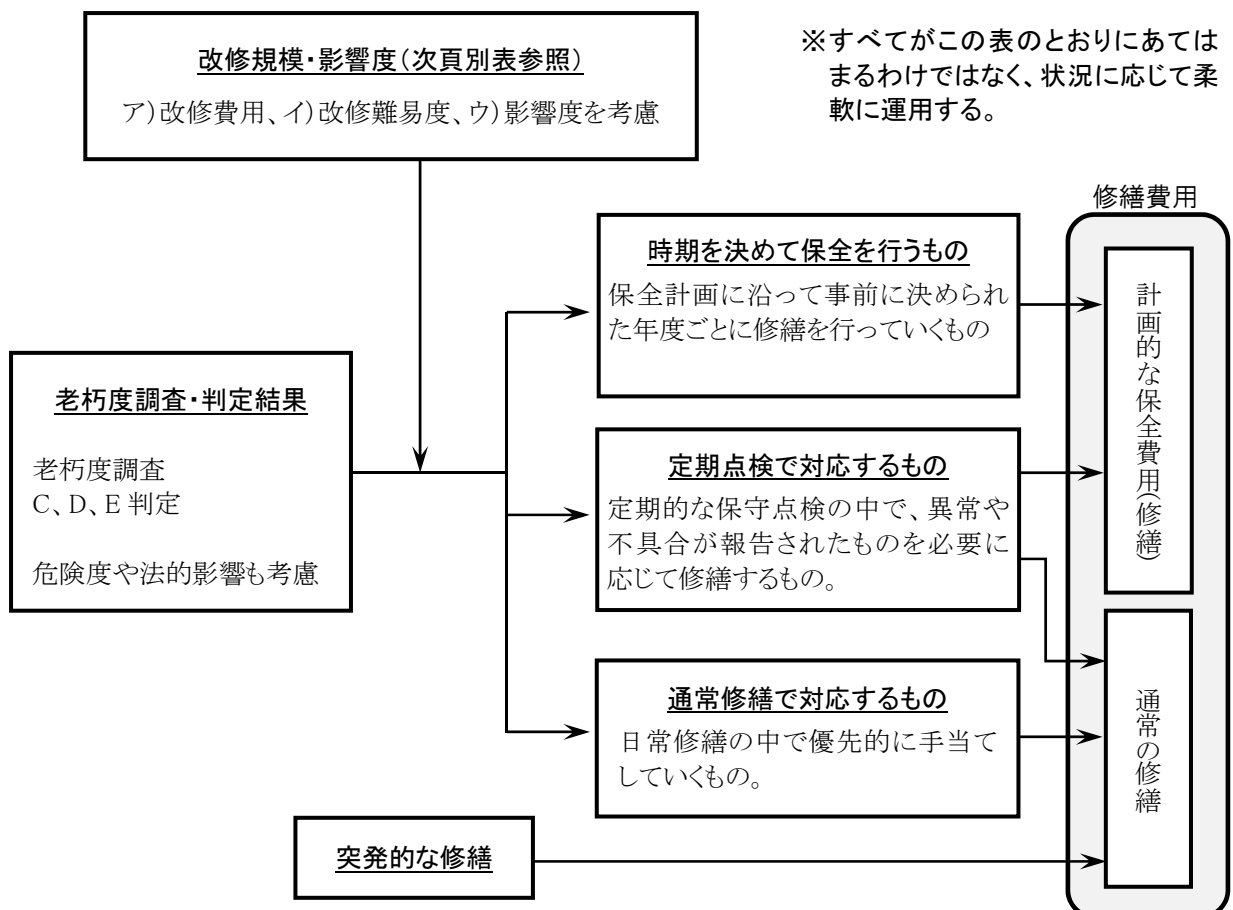 改修規模・影響度（次頁別表参照）
ア）改修費用、イ）改修難易度、ウ）影響度を考慮
※すべてがこの表のとおりにあては
まるわけではなく、状況に応じて柔
軟に運用する。
老朽度調査・判定結果
老朽度調査
C、D、E 判定
危険度や法的影響も考慮
時期を決めて保全を行うもの
保全計画に沿って事前に決められ
た年度ごとに修繕を行っていくもの
定期点検で対応するもの
定期的な保守点検の中で、異常や
不具合が報告されたものを必要に
応じて修繕するもの。
通常修繕で対応するもの
日常修繕の中で優先的に手当て
していくもの。
突発的な修繕
修繕費用
計画的な保全費用（修繕）
通常の修繕